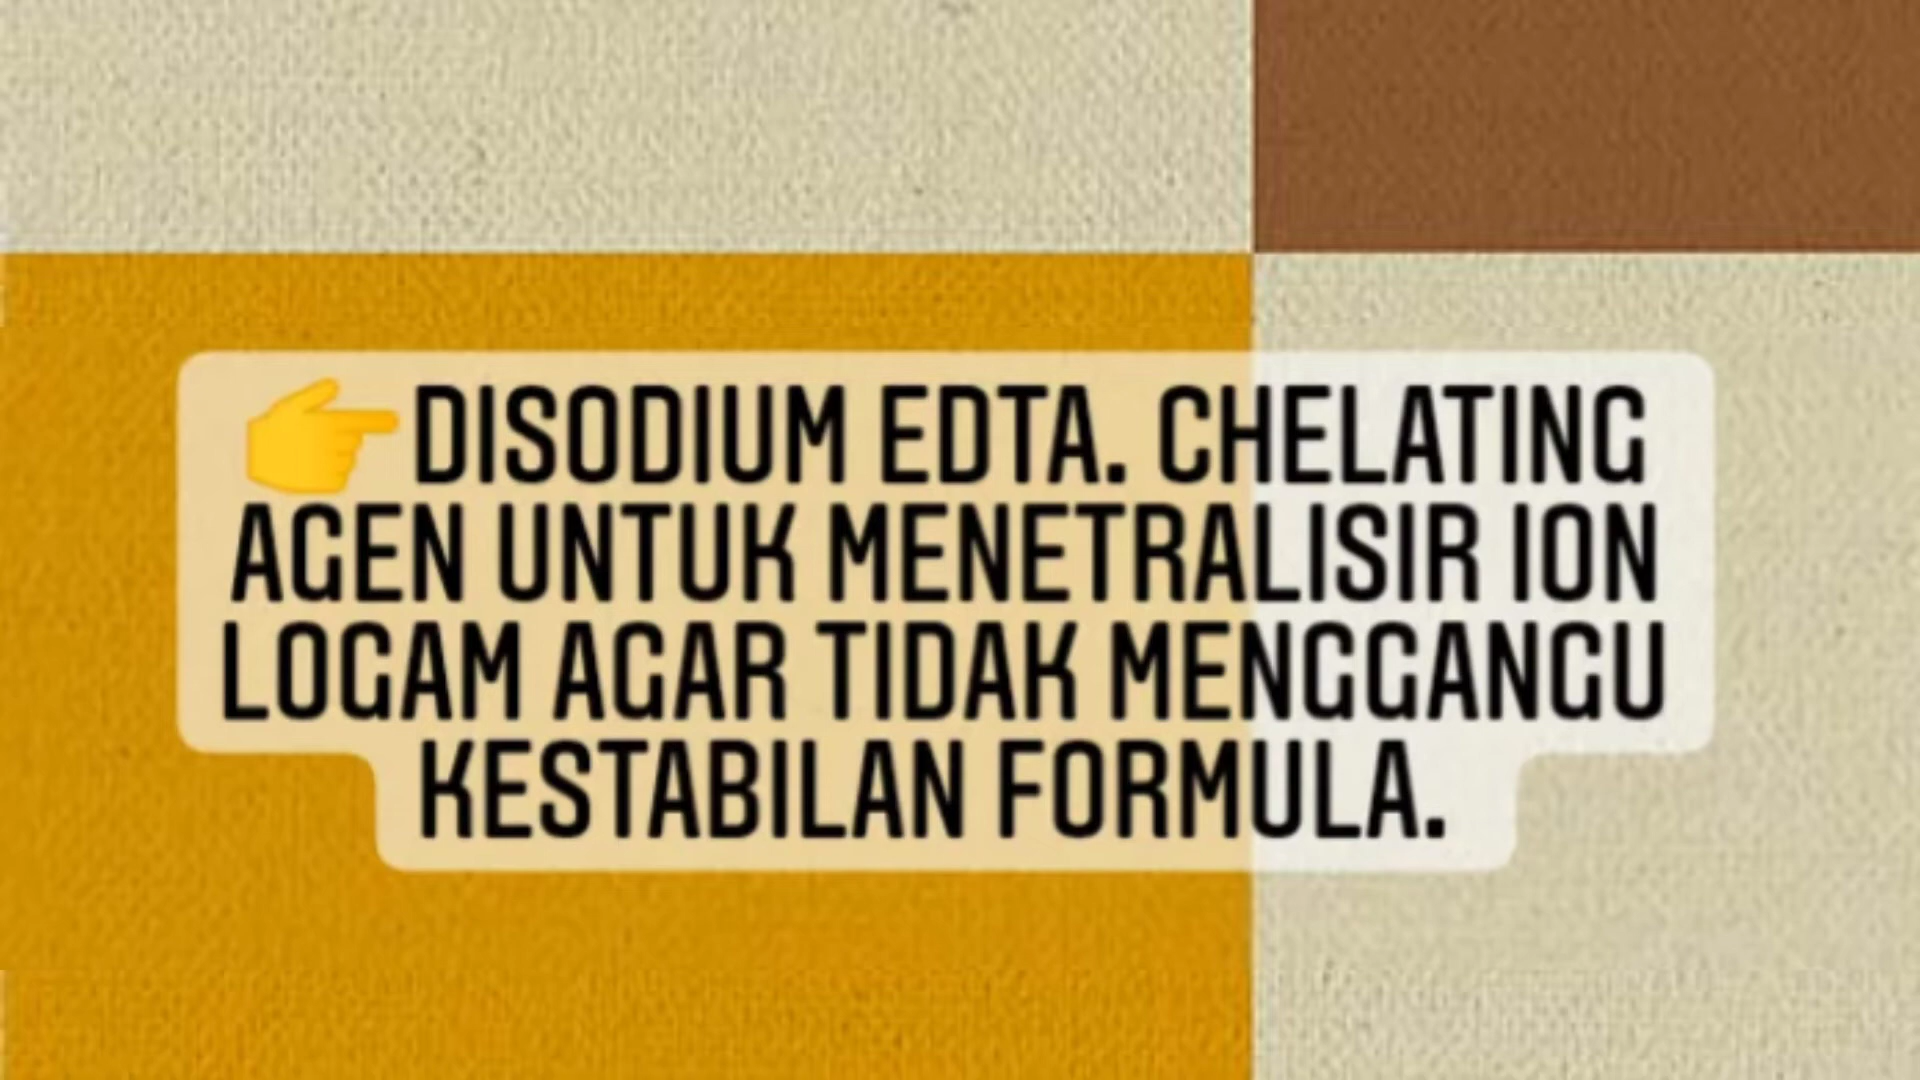 👉DISODIUM EDTA. CHELATING
AGEN UNTUK MENETRALISIR ION
LOGAM AGAR TIDAK MENGGANGU
KESTABILAN FORMULA.